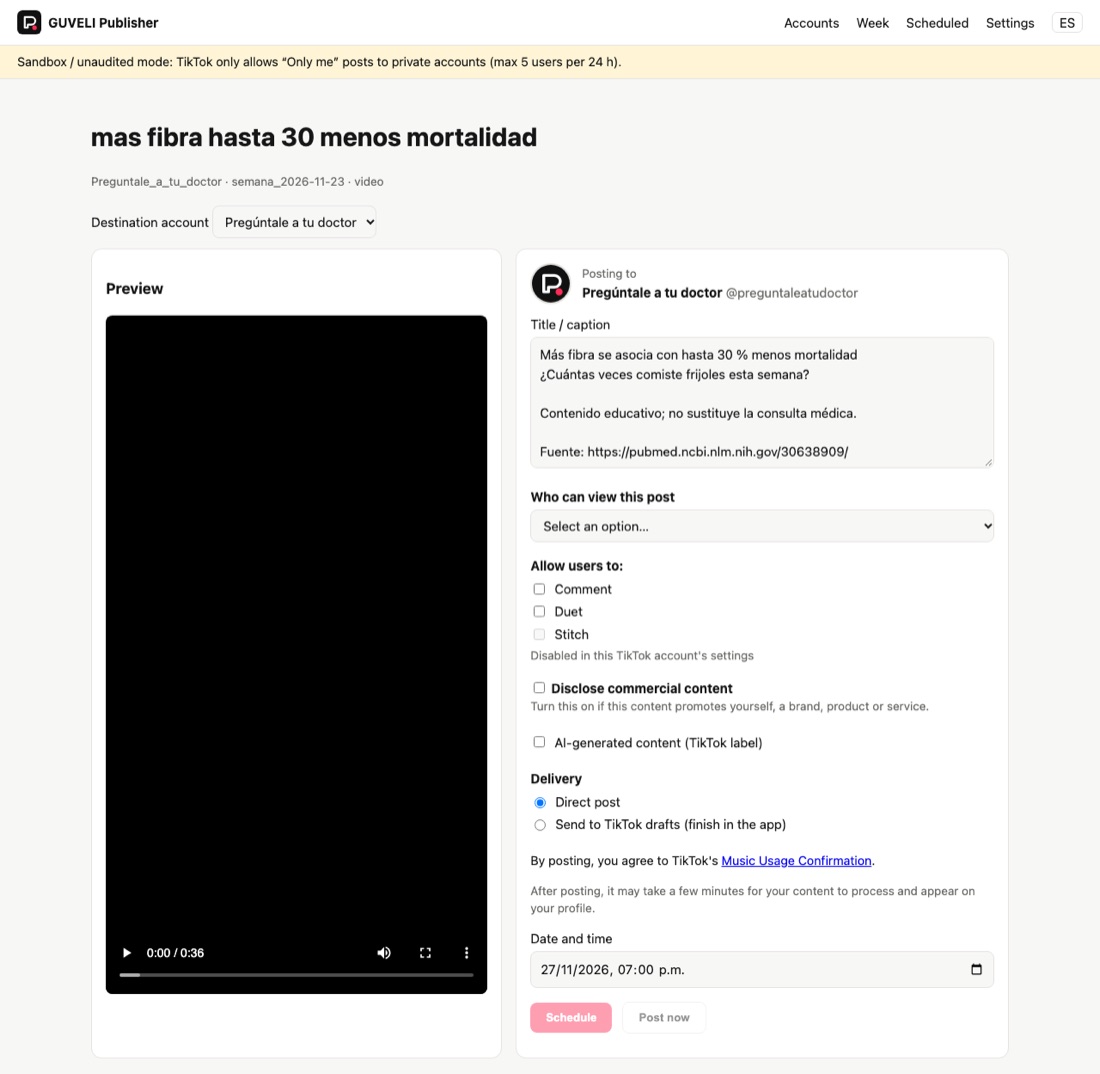 GUVELI Publisher
Accounts Week Scheduled Settings ES
Sandbox / unaudited mode: TikTok only allows “Only me” posts to private accounts (max 5 users per 24 h).
mas fibra hasta 30 menos mortalidad
Preguntale_a_tu_doctor · semana_2026-11-23 · video
Destination account Pregúntale a tu doctor
Preview
0:00 / 0:36
Posting to
Pregúntale a tu doctor @preguntaleatudoctor
Title / caption
Más fibra se asocia con hasta 30 % menos mortalidad
¿Cuántas veces comiste frijoles esta semana?
Contenido educativo; no sustituye la consulta médica.
Fuente: https://pubmed.ncbi.nlm.nih.gov/30638909/
Who can view this post
Select an option...
Allow users to:
Comment
Duet
Stitch
Disabled in this TikTok account's settings
Disclose commercial content
Turn this on if this content promotes yourself, a brand, product or service.
AI-generated content (TikTok label)
Delivery
Direct post
Send to TikTok drafts (finish in the app)
By posting, you agree to TikTok's Music Usage Confirmation.
After posting, it may take a few minutes for your content to process and appear on
your profile.
Date and time
27/11/2026, 07:00 p.m.
Schedule Post now